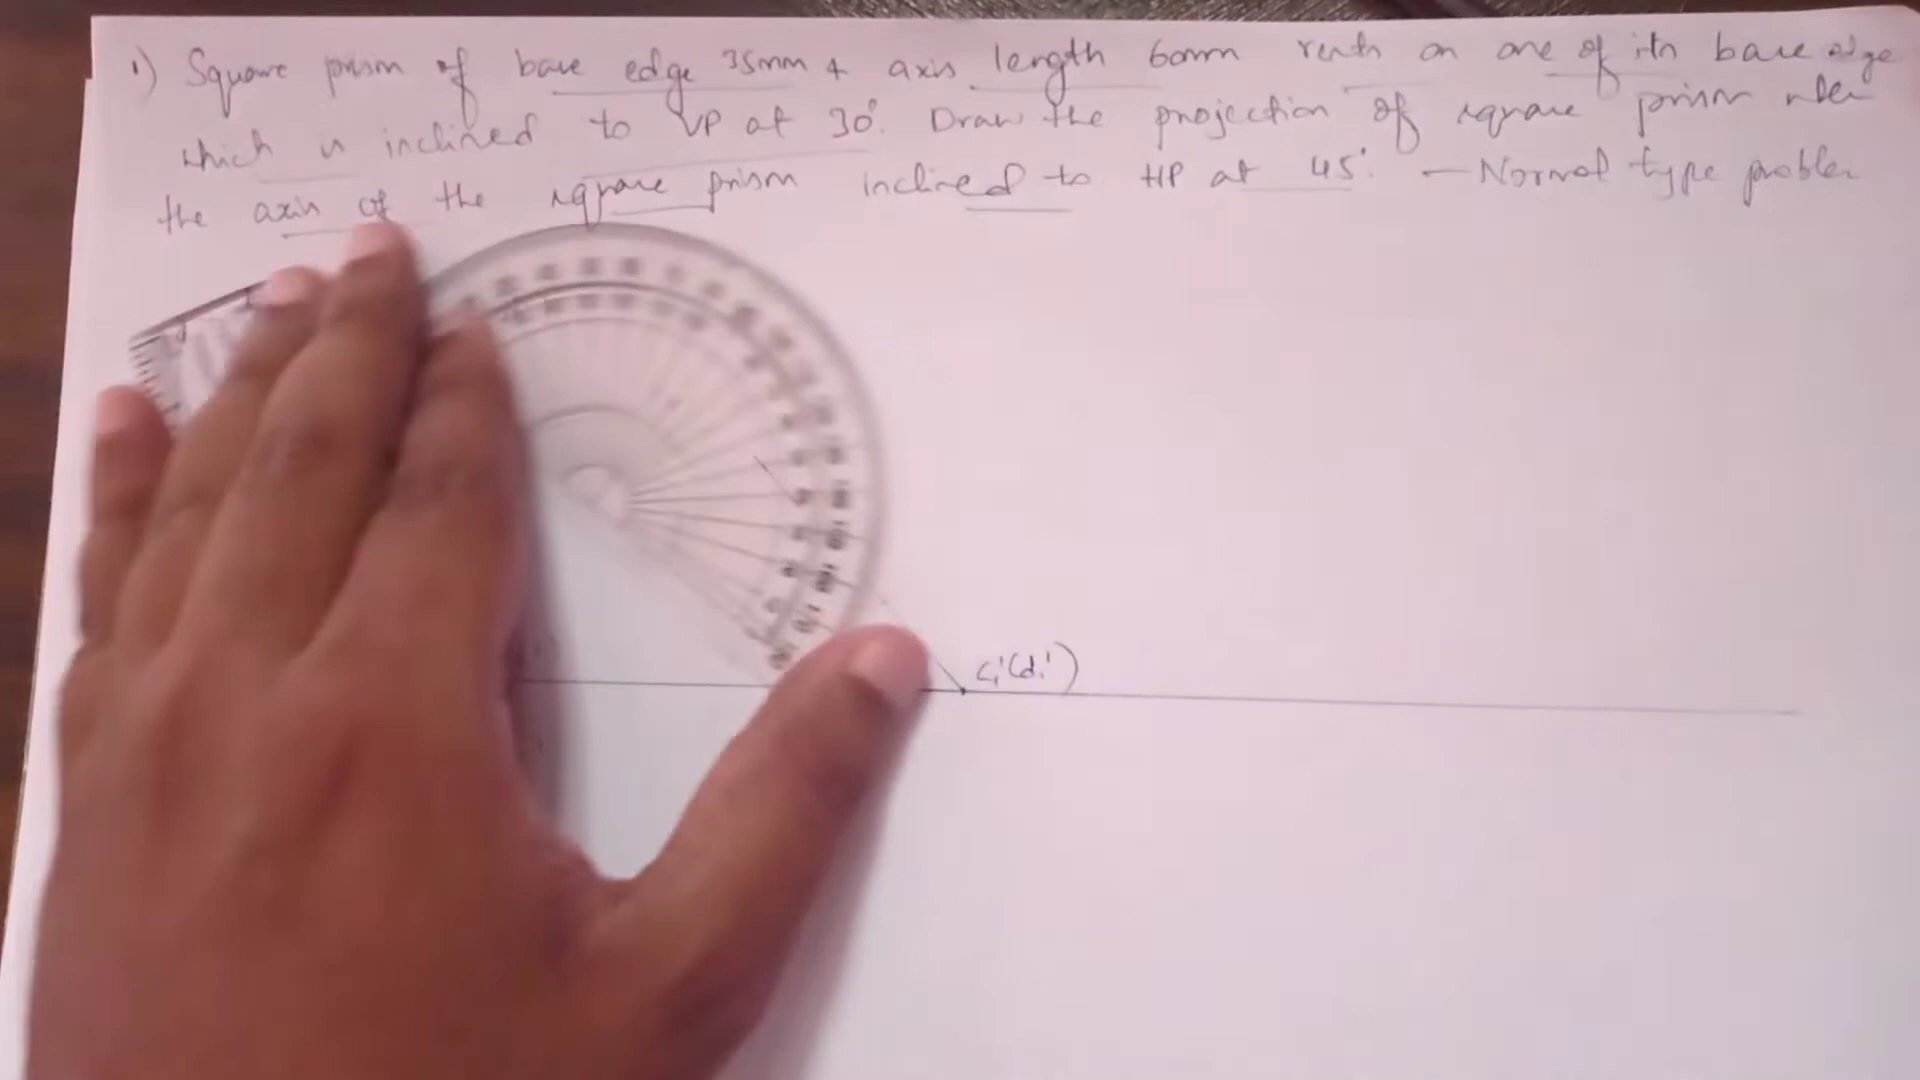 1) Square prism of base edge 35mm & axis length 60mm rests on one of its base edge
which is inclined to VP at 30°. Draw the projection of square prism when
the axis of the square prism inclined to HP at 45°. — Normal type problem
c₁'(d₁')